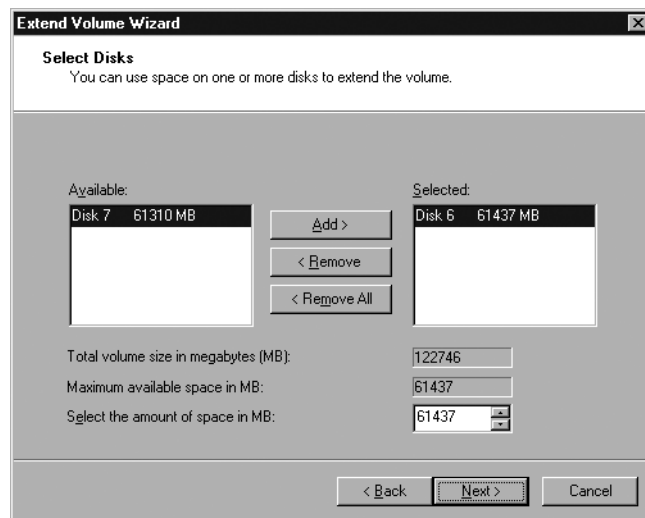 Extend Volume Wizard
Select Disks
You can use space on one or more disks to extend the volume.
Available:
Selected:
Disk 7 61310 MB
Disk 6 61437 MB
Add >
< Remove
< Remove All
Total volume size in megabytes (MB): 122746
Maximum available space in MB: 61437
Select the amount of space in MB: 61437
< Back
Next >
Cancel